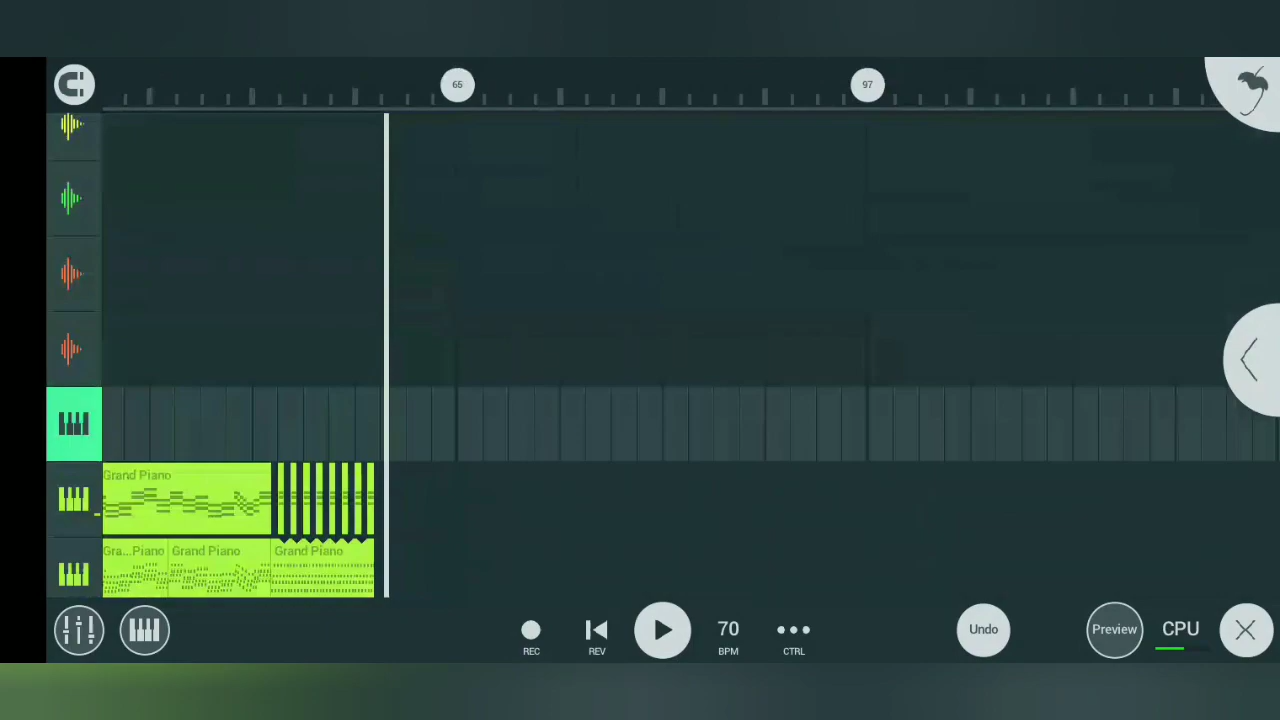 65
97
Grand Piano
Gra...Piano
Grand Piano
Grand Piano
REC
REV
70
BPM
CTRL
Undo
Preview
CPU